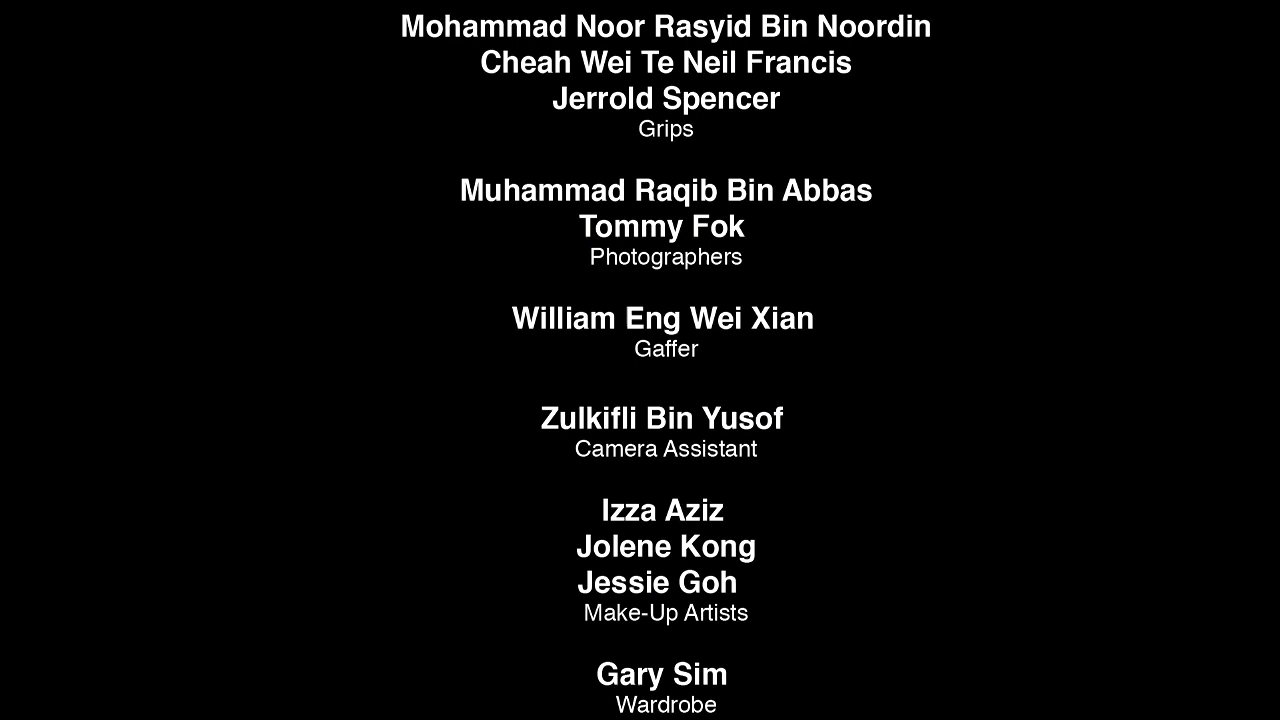 Mohammad Noor Rasyid Bin Noordin
Cheah Wei Te Neil Francis
Jerrold Spencer
Grips
Muhammad Raqib Bin Abbas
Tommy Fok
Photographers
William Eng Wei Xian
Gaffer
Zulkifli Bin Yusof
Camera Assistant
Izza Aziz
Jolene Kong
Jessie Goh
Make-Up Artists
Gary Sim
Wardrobe